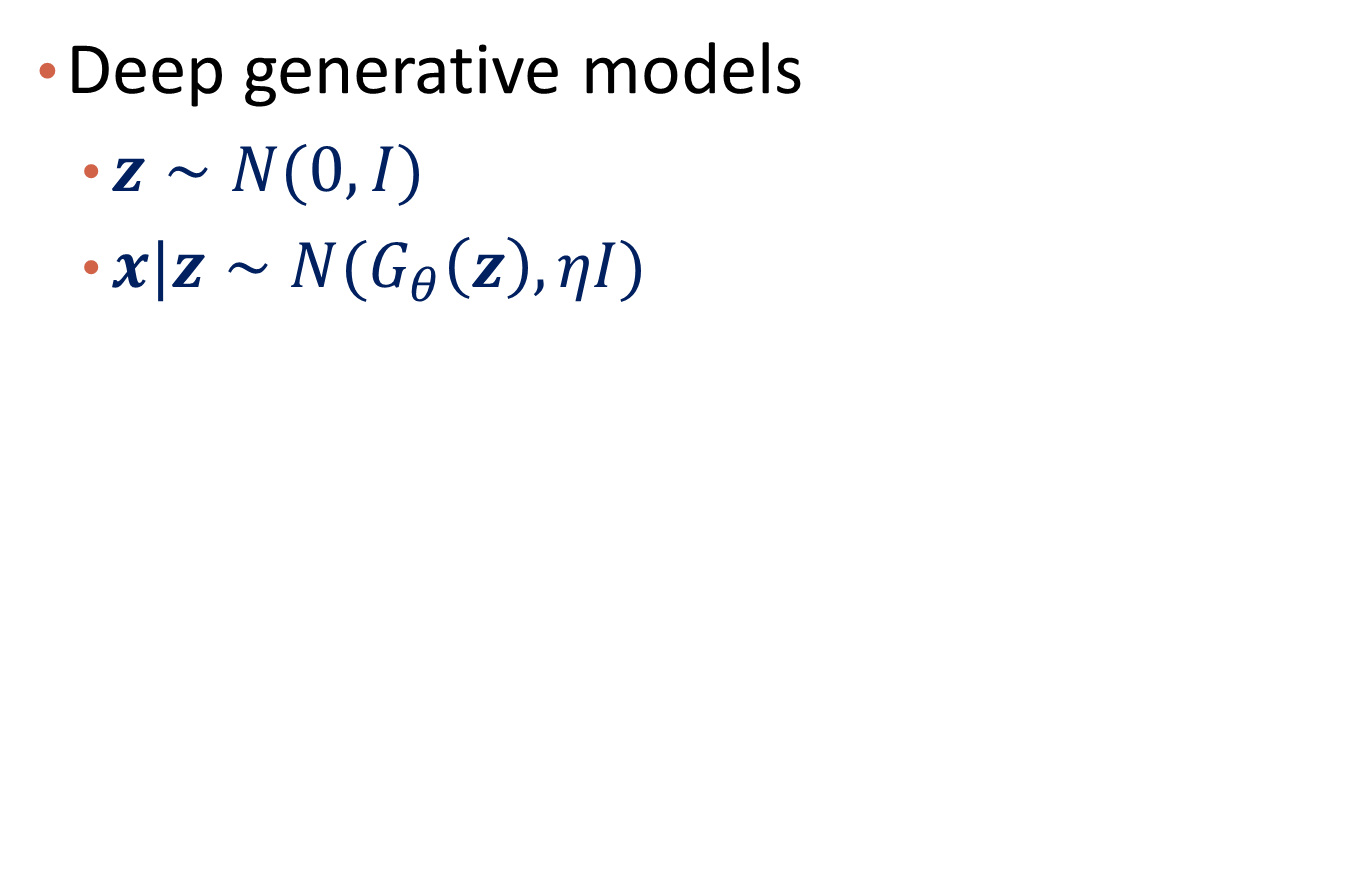 • Deep generative models
• z ~ N(0, I)
• x|z ~ N(G_θ(z), ηI)